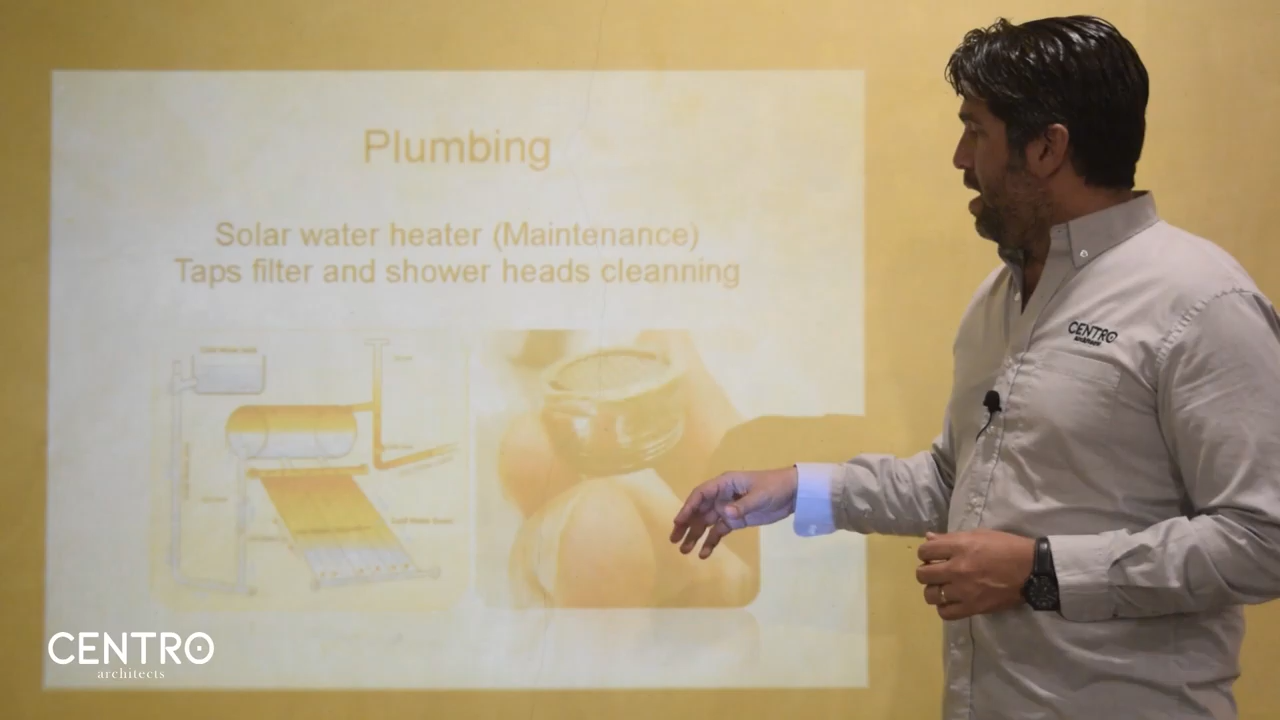 Plumbing
Solar water heater (Maintenance)
Taps filter and shower heads cleanning
CENTRO
CENTRO
architects